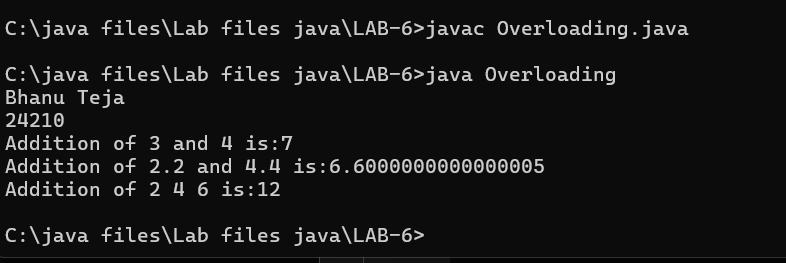 C:\java files\Lab files java\LAB-6>javac Overloading.java
C:\java files\Lab files java\LAB-6>java Overloading
Bhanu Teja
24210
Addition of 3 and 4 is:7
Addition of 2.2 and 4.4 is:6.6000000000000005
Addition of 2 4 6 is:12
C:\java files\Lab files java\LAB-6>